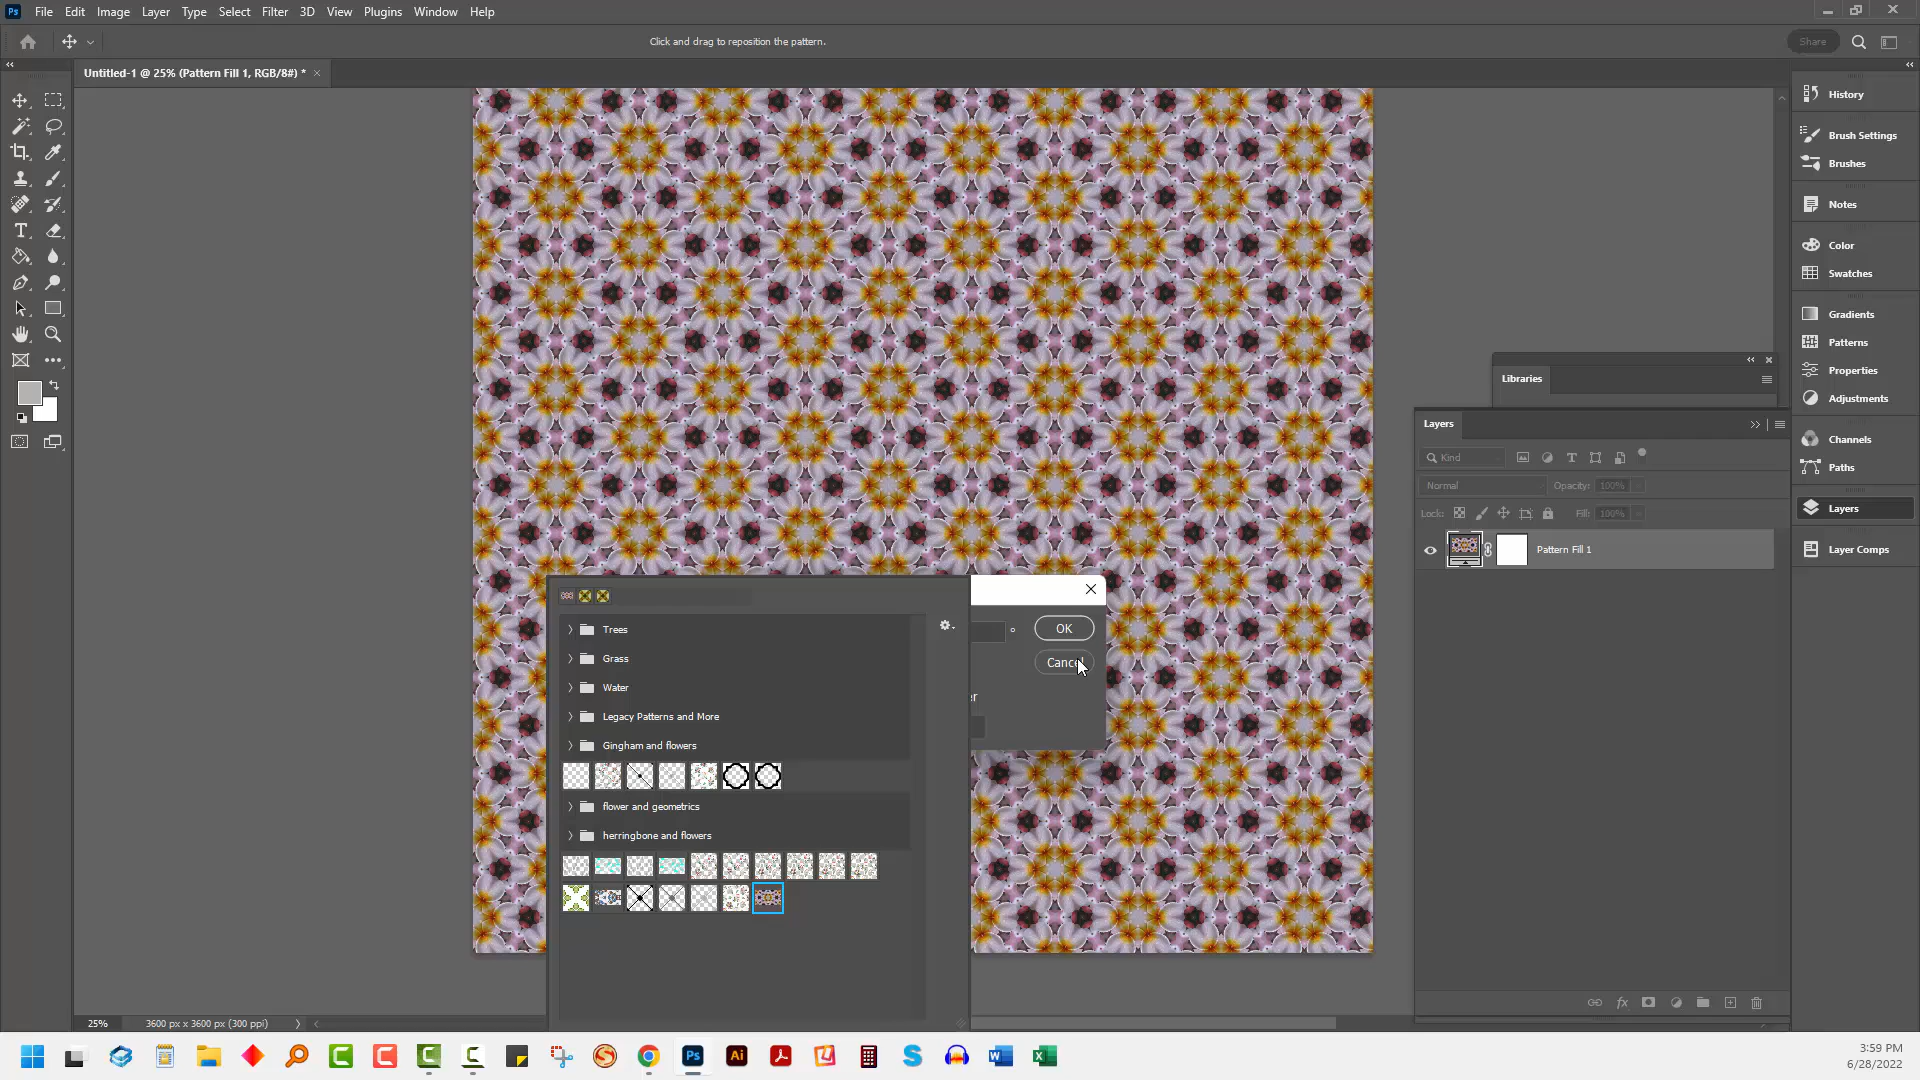 Ps File Edit Image Layer Type Select Filter 3D View Plugins Window Help
Click and drag to reposition the pattern.
Share
Untitled-1 @ 25% (Pattern Fill 1, RGB/8#) * ×
History
Brush Settings
Brushes
Notes
Color
Swatches
Gradients
Patterns
Properties
Adjustments
Channels
Paths
Layers
Layer Comps
Libraries
Layers
Kind
Normal Opacity: 100%
Lock: Fill: 100%
Pattern Fill 1
Trees
Grass
Water
Legacy Patterns and More
Gingham and flowers
flower and geometrics
herringbone and flowers
OK
Cancel
er
25% 3600 px x 3600 px (300 ppi)
Ps Ai
3:59 PM
6/28/2022